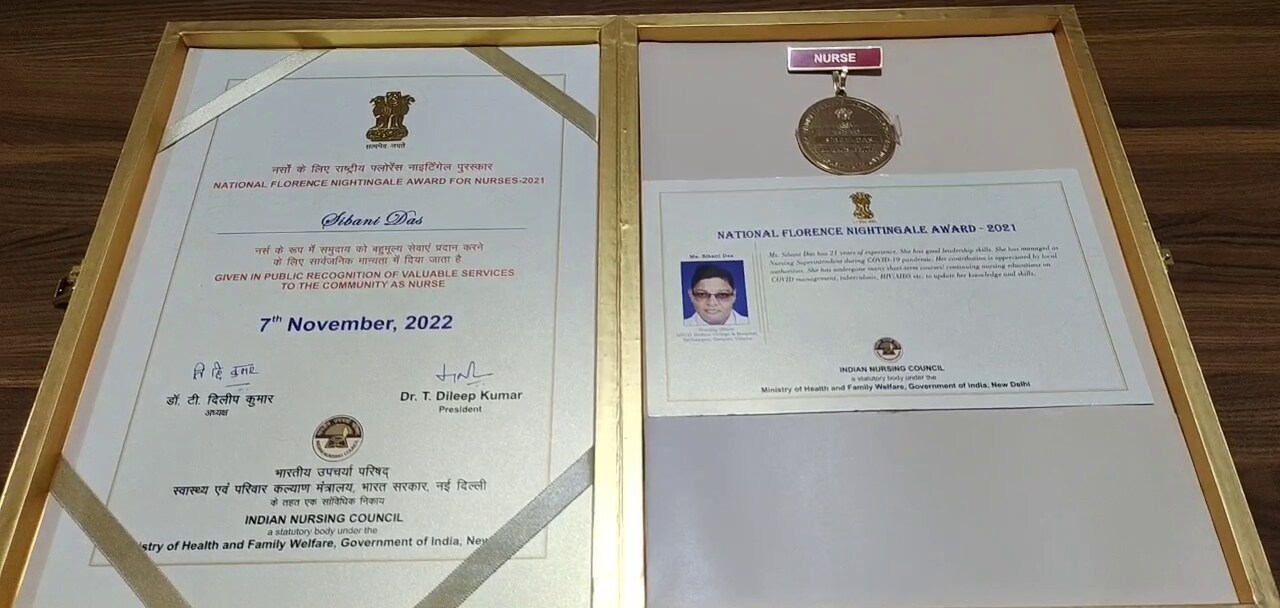 सत्यमेव जयते
नर्सों के लिए राष्ट्रीय फ्लोरेंस नाइटिंगेल पुरस्कार
NATIONAL FLORENCE NIGHTINGALE AWARD FOR NURSES-2021
Sibani Das
नर्स के रूप में समुदाय को बहुमूल्य सेवाएं प्रदान करने
के लिए सार्वजनिक मान्यता में दिया जाता है
GIVEN IN PUBLIC RECOGNITION OF VALUABLE SERVICES
TO THE COMMUNITY AS NURSE
7th November, 2022
डॉ. टी. दिलीप कुमार
अध्यक्ष
Dr. T. Dileep Kumar
President
भारतीय उपचर्या परिषद्
स्वास्थ्य एवं परिवार कल्याण मंत्रालय, भारत सरकार, नई दिल्ली
के तहत एक सांविधिक निकाय
INDIAN NURSING COUNCIL
a statutory body under the
istry of Health and Family Welfare, Government of India, New
NURSE
NATIONAL FLORENCE NIGHTINGALE AWARD - 2021
Ms. Sibani Das
Ms. Sibani Das has 21 years of experience. She has good leadership skills. She has managed as
Nursing Superintendent during COVID-19 pandemic. Her contribution is appreciated by local
authorities. She has undergone many short term courses/ continuing nursing educations on
COVID management, tuberculosis, HIV/AIDS etc. to update her knowledge and skills.
Nursing Officer
INDIAN NURSING COUNCIL
a statutory body under the
Ministry of Health and Family Welfare, Government of India, New Delhi